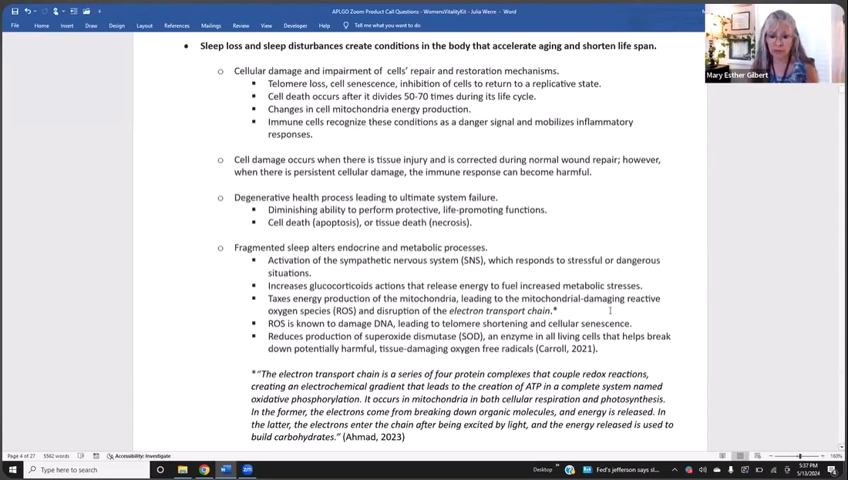 APLGO Zoom Product Call Questions - WomensVitalityKit - Julia Werre - Word
File Home Insert Draw Design Layout References Mailings Review View Developer Help Tell me what you want to do
Mary Esther Gilbert
• Sleep loss and sleep disturbances create conditions in the body that accelerate aging and shorten life span.
o Cellular damage and impairment of cells' repair and restoration mechanisms.
▪ Telomere loss, cell senescence, inhibition of cells to return to a replicative state.
▪ Cell death occurs after it divides 50-70 times during its life cycle.
▪ Changes in cell mitochondria energy production.
▪ Immune cells recognize these conditions as a danger signal and mobilizes inflammatory
responses.
o Cell damage occurs when there is tissue injury and is corrected during normal wound repair; however,
when there is persistent cellular damage, the immune response can become harmful.
o Degenerative health process leading to ultimate system failure.
▪ Diminishing ability to perform protective, life-promoting functions.
▪ Cell death (apoptosis), or tissue death (necrosis).
o Fragmented sleep alters endocrine and metabolic processes.
▪ Activation of the sympathetic nervous system (SNS), which responds to stressful or dangerous
situations.
▪ Increases glucocorticoids actions that release energy to fuel increased metabolic stresses.
▪ Taxes energy production of the mitochondria, leading to the mitochondrial-damaging reactive
oxygen species (ROS) and disruption of the electron transport chain.*
▪ ROS is known to damage DNA, leading to telomere shortening and cellular senescence.
▪ Reduces production of superoxide dismutase (SOD), an enzyme in all living cells that helps break
down potentially harmful, tissue-damaging oxygen free radicals (Carroll, 2021).
*"The electron transport chain is a series of four protein complexes that couple redox reactions,
creating an electrochemical gradient that leads to the creation of ATP in a complete system named
oxidative phosphorylation. It occurs in mitochondria in both cellular respiration and photosynthesis.
In the former, the electrons come from breaking down organic molecules, and energy is released. In
the latter, the electrons enter the chain after being excited by light, and the energy released is used to
build carbohydrates." (Ahmad, 2023)
Page 4 of 27 5562 words Accessibility: Investigate 160%
Type here to search Desktop Fed's jefferson says sl... 5:37 PM
5/13/2024